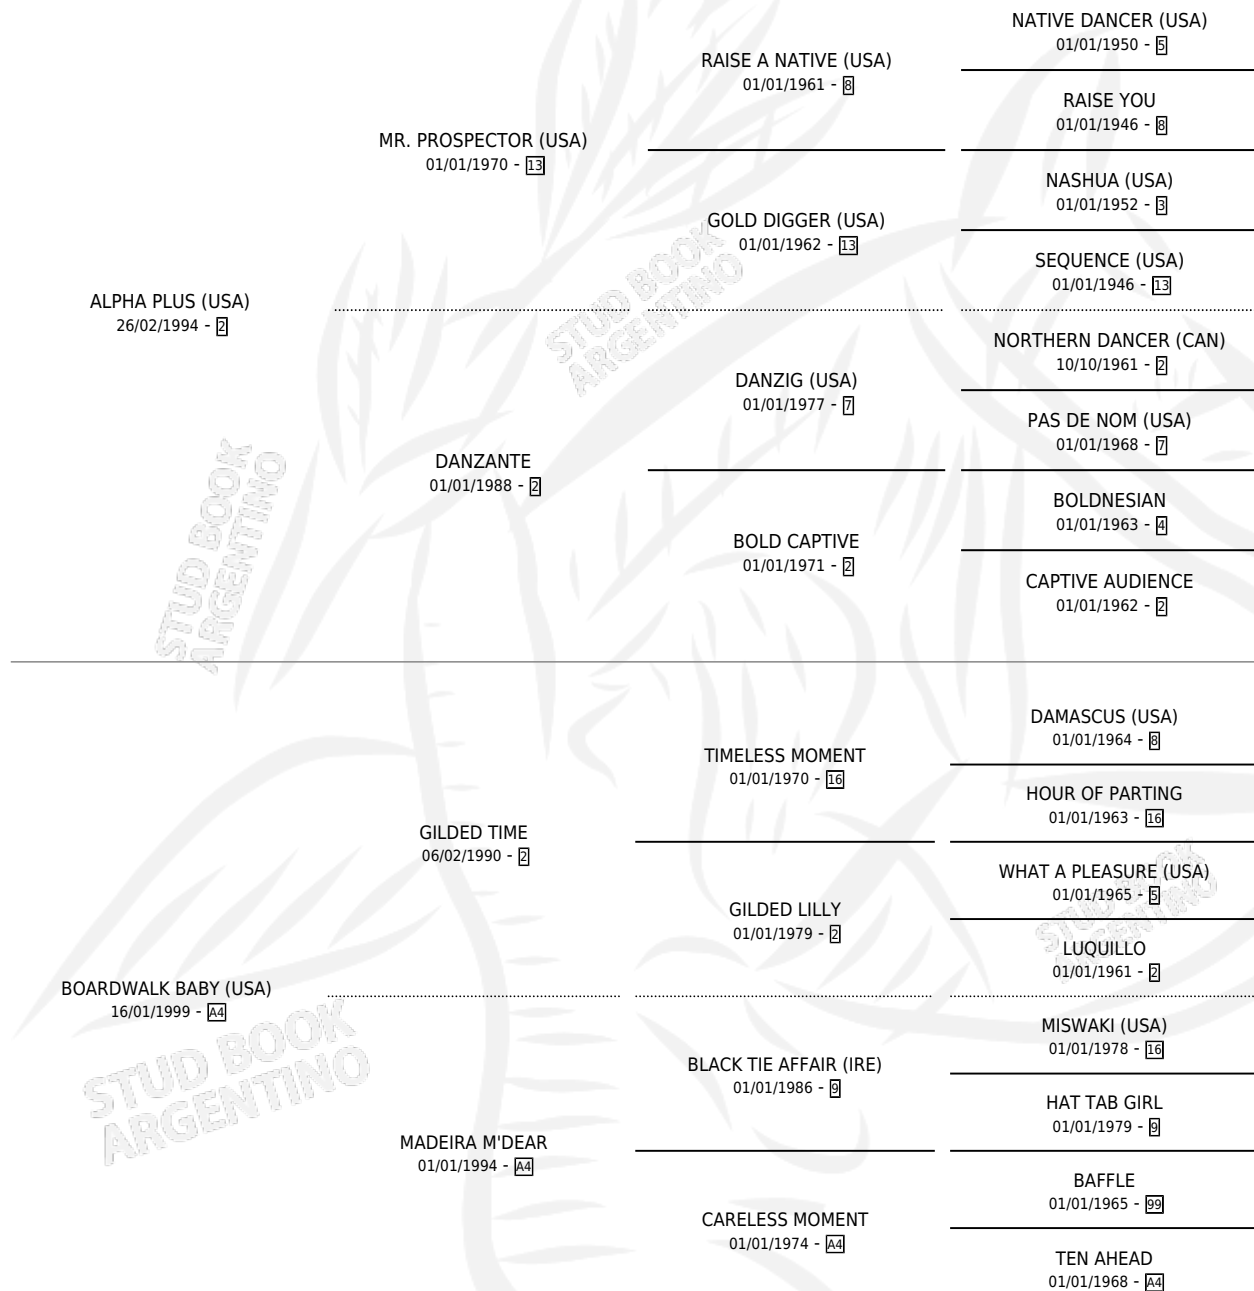 NATIVE DANCER (USA)
01/01/1950 - 5
RAISE A NATIVE (USA)
01/01/1961 - 8
RAISE YOU
01/01/1946 - 8
MR. PROSPECTOR (USA)
01/01/1970 - 13
NASHUA (USA)
01/01/1952 - 3
GOLD DIGGER (USA)
01/01/1962 - 13
SEQUENCE (USA)
01/01/1946 - 13
ALPHA PLUS (USA)
26/02/1994 - 2
STUD BOOK
ARGENTINO
NORTHERN DANCER (CAN)
10/10/1961 - 2
DANZIG (USA)
01/01/1977 - 7
PAS DE NOM (USA)
01/01/1968 - 7
DANZANTE
01/01/1988 - 2
BOLDNESIAN
01/01/1963 - 4
BOLD CAPTIVE
01/01/1971 - 2
CAPTIVE AUDIENCE
01/01/1962 - 2
STUD BOOK
ARGENTINO
DAMASCUS (USA)
01/01/1964 - 8
TIMELESS MOMENT
01/01/1970 - 16
HOUR OF PARTING
01/01/1963 - 16
GILDED TIME
06/02/1990 - 2
WHAT A PLEASURE (USA)
01/01/1965 - 5
GILDED LILLY
01/01/1979 - 2
LUQUILLO
01/01/1961 - 2
STUD BOOK
ARGENTINO
BOARDWALK BABY (USA)
16/01/1999 - A4
MISWAKI (USA)
01/01/1978 - 16
BLACK TIE AFFAIR (IRE)
01/01/1986 - 9
HAT TAB GIRL
01/01/1979 - 9
STUD BOOK
ARGENTINO
MADEIRA M'DEAR
01/01/1994 - A4
BAFFLE
01/01/1965 - 99
CARELESS MOMENT
01/01/1974 - A4
TEN AHEAD
01/01/1968 - A4